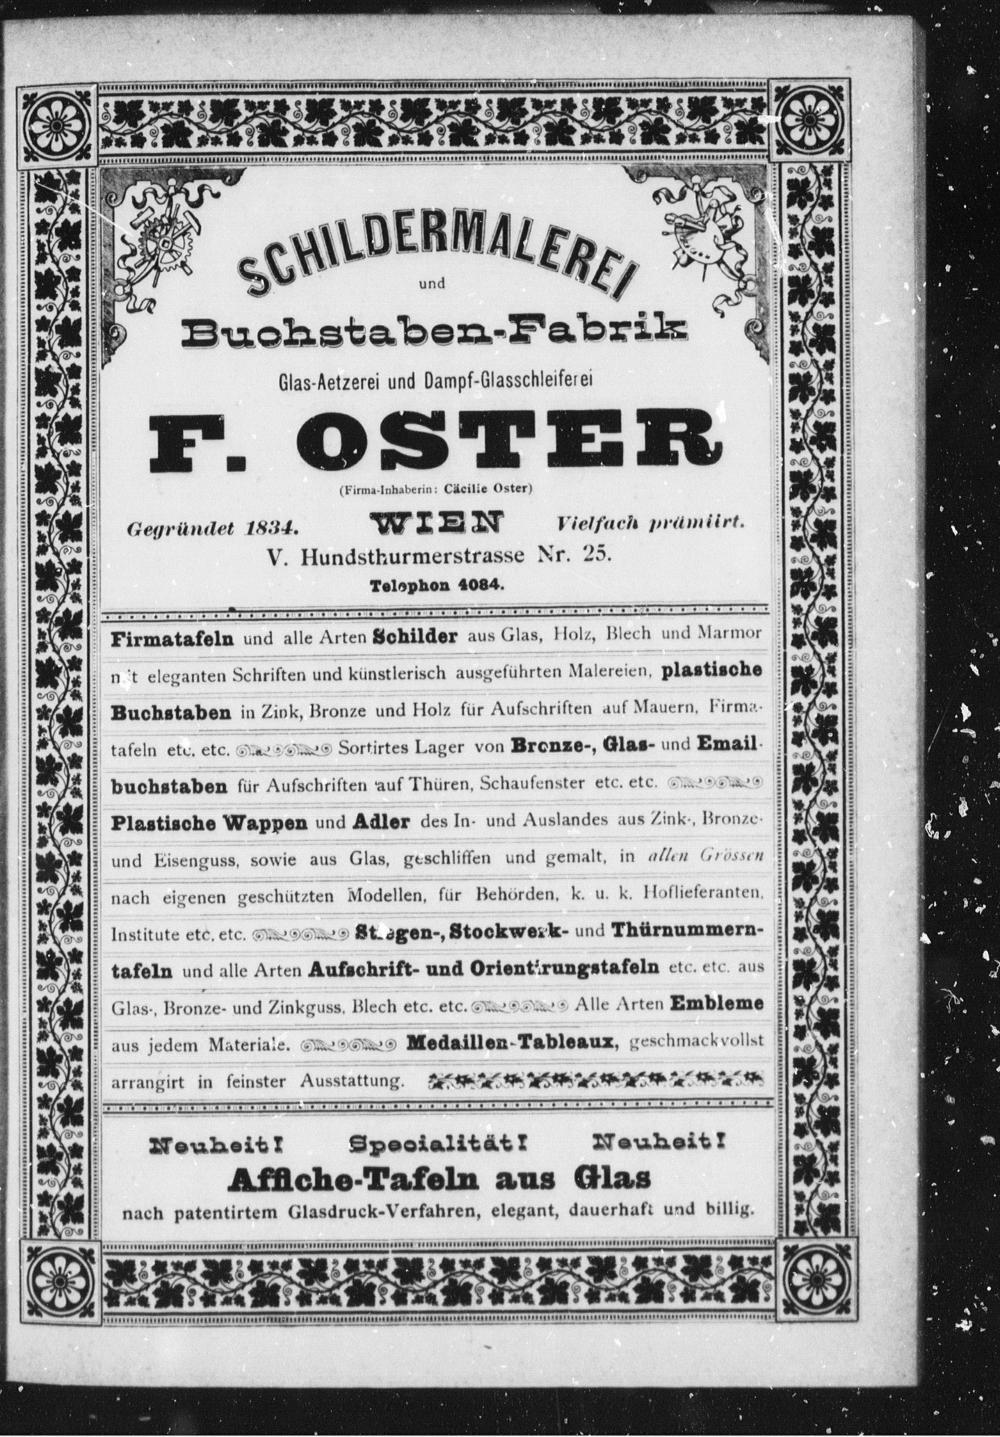 SCHILDERMALEREI
und
Buchstaben-Fabrik
Glas-Aetzerei und Dampf-Glasschleiferei
F. OSTER
(Firma-Inhaberin: Cäcilie Oster)
Gegründet 1834. WIEN Vielfach prämiirt.
V. Hundsthurmerstrasse Nr. 25.
Telephon 4084.
Firmatafeln und alle Arten Schilder aus Glas, Holz, Blech und Marmor
mit eleganten Schriften und künstlerisch ausgeführten Malereien, plastische
Buchstaben in Zink, Bronze und Holz für Aufschriften auf Mauern, Firma-
tafeln etc. etc. Sortirtes Lager von Bronze-, Glas- und Email-
buchstaben für Aufschriften auf Thüren, Schaufenster etc. etc.
Plastische Wappen und Adler des In- und Auslandes aus Zink-, Bronze-
und Eisenguss, sowie aus Glas, geschliffen und gemalt, in allen Grössen
nach eigenen geschützten Modellen, für Behörden, k. u. k. Hoflieferanten,
Institute etc. etc. Stiegen-, Stockwerk- und Thürnummern-
tafeln und alle Arten Aufschrift- und Orientirungstafeln etc. etc. aus
Glas-, Bronze- und Zinkguss, Blech etc. etc. Alle Arten Embleme
aus jedem Materiale. Medaillen-Tableaux, geschmackvollst
arrangirt in feinster Ausstattung.
Neuheit! Specialität! Neuheit!
Affiche-Tafeln aus Glas
nach patentirtem Glasdruck-Verfahren, elegant, dauerhaft und billig.